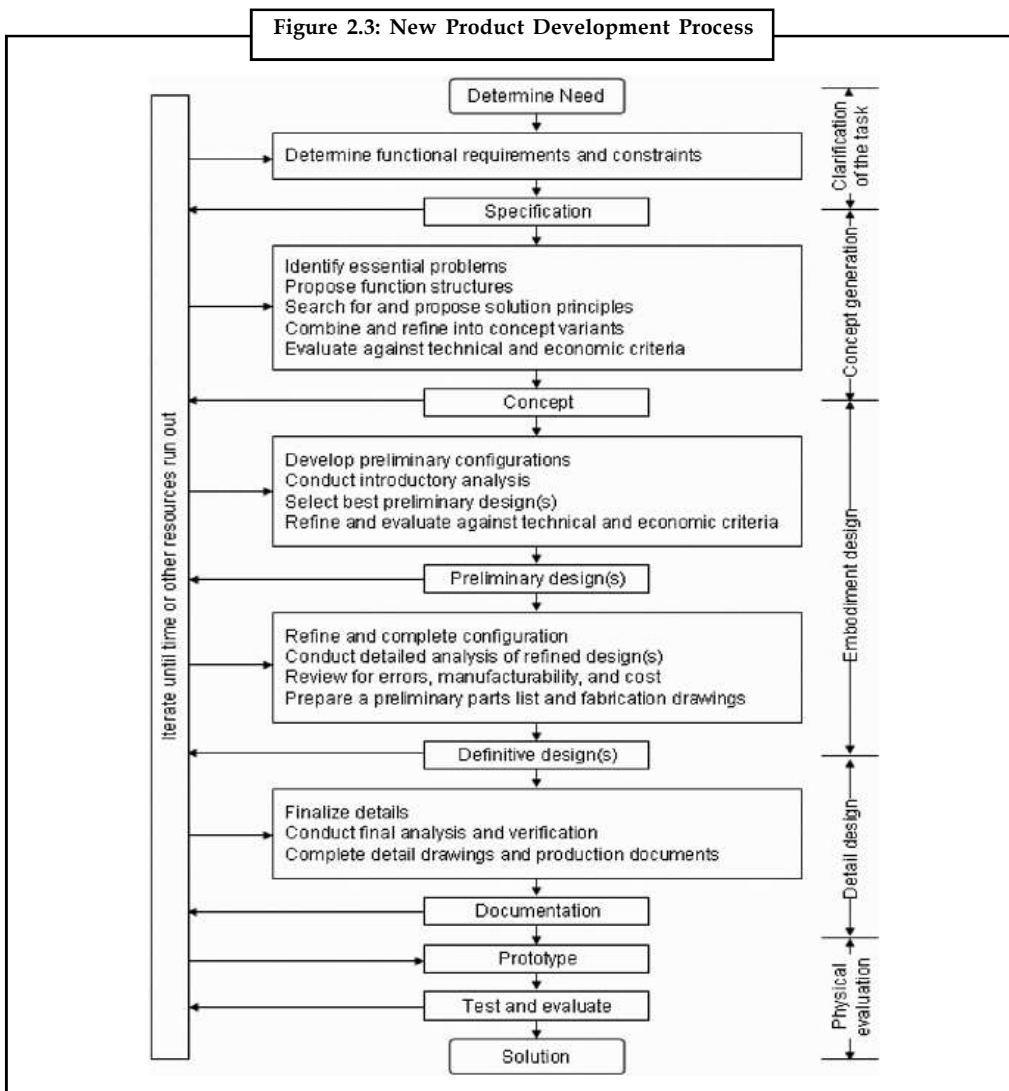 Figure 2.3: New Product Development Process
Determine Need
Determine functional requirements and constraints
Specification
Identify essential problems
Propose function structures
Search for and propose solution principles
Combine and refine into concept variants
Evaluate against technical and economic criteria
Concept
Develop preliminary configurations
Conduct introductory analysis
Select best preliminary design(s)
Refine and evaluate against technical and economic criteria
Preliminary design(s)
Refine and complete configuration
Conduct detailed analysis of refined design(s)
Review for errors, manufacturability, and cost
Prepare a preliminary parts list and fabrication drawings
Definitive design(s)
Finalize details
Conduct final analysis and verification
Complete detail drawings and production documents
Documentation
Prototype
Test and evaluate
Solution
Iterate until time or other resources run out
Clarification
of the task
Concept generation
Embodiment design
Detail design
Physical
evaluation